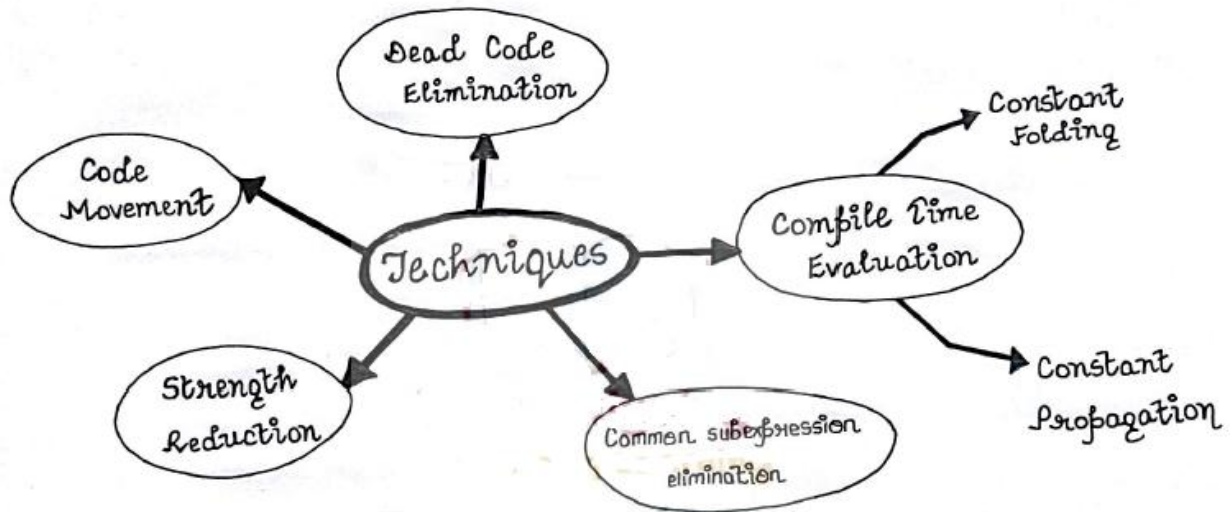 Dead Code
Elimination
Constant
Folding
Code
Movement
Compile Time
Evaluation
Techniques
Constant
Propagation
Strength
Reduction
Common subexpression
elimination